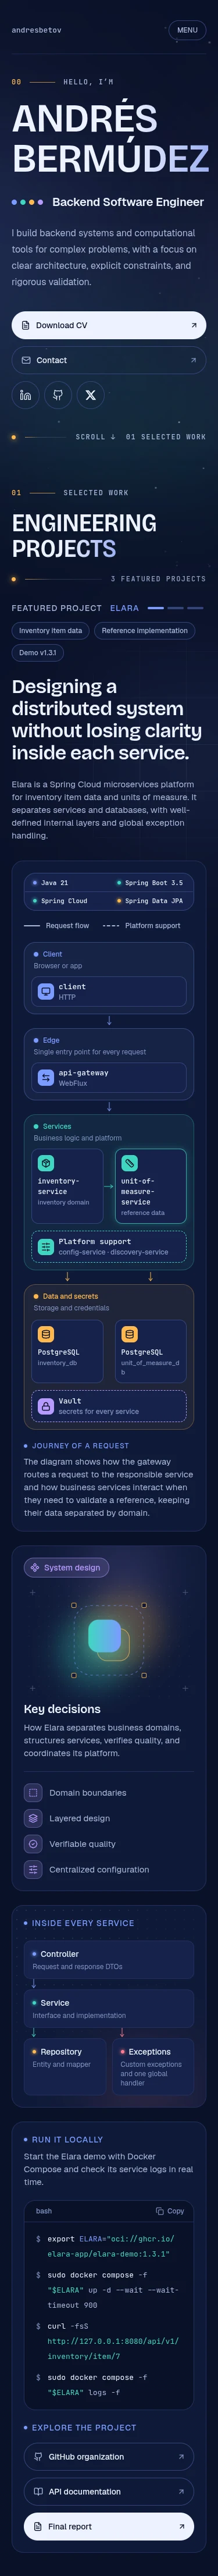 andresbetov
MENU
00 HELLO, I'M
ANDRÉS
BERMÚDEZ
Backend Software Engineer
I build backend systems and computational
tools for complex problems, with a focus on
clear architecture, explicit constraints, and
rigorous validation.
Download CV
Contact
SCROLL ↓ 01 SELECTED WORK
01 SELECTED WORK
ENGINEERING
PROJECTS
3 FEATURED PROJECTS
FEATURED PROJECT ELARA
Inventory item data
Reference implementation
Demo v1.3.1
Designing a
distributed system
without losing clarity
inside each service.
Elara is a Spring Cloud microservices platform
for inventory item data and units of measure. It
separates services and databases, with well-
defined internal layers and global exception
handling.
Java 21
Spring Boot 3.5
Spring Cloud
Spring Data JPA
Request flow
Platform support
Client
Browser or app
client
HTTP
Edge
Single entry point for every request
api-gateway
WebFlux
Services
Business logic and platform
inventory-
service
inventory domain
unit-of-
measure-
service
reference data
Platform support
config-service · discovery-service
Data and secrets
Storage and credentials
PostgreSQL
inventory_db
PostgreSQL
unit_of_measure_d
b
Vault
secrets for every service
JOURNEY OF A REQUEST
The diagram shows how the gateway
routes a request to the responsible service
and how business services interact when
they need to validate a reference, keeping
their data separated by domain.
System design
Key decisions
How Elara separates business domains,
structures services, verifies quality, and
coordinates its platform.
Domain boundaries
Layered design
Verifiable quality
Centralized configuration
INSIDE EVERY SERVICE
Controller
Request and response DTOs
Service
Interface and implementation
Repository
Entity and mapper
Exceptions
Custom exceptions
and one global
handler
RUN IT LOCALLY
Start the Elara demo with Docker
Compose and check its service logs in real
time.
bash
Copy
$ export ELARA="oci://ghcr.io/
elara-app/elara-demo:1.3.1"
$ sudo docker compose -f
"$ELARA" up -d --wait --wait-
timeout 900
$ curl -fsS
http://127.0.0.1:8080/api/v1/
inventory/item/7
$ sudo docker compose -f
"$ELARA" logs -f
EXPLORE THE PROJECT
GitHub organization
API documentation
Final report